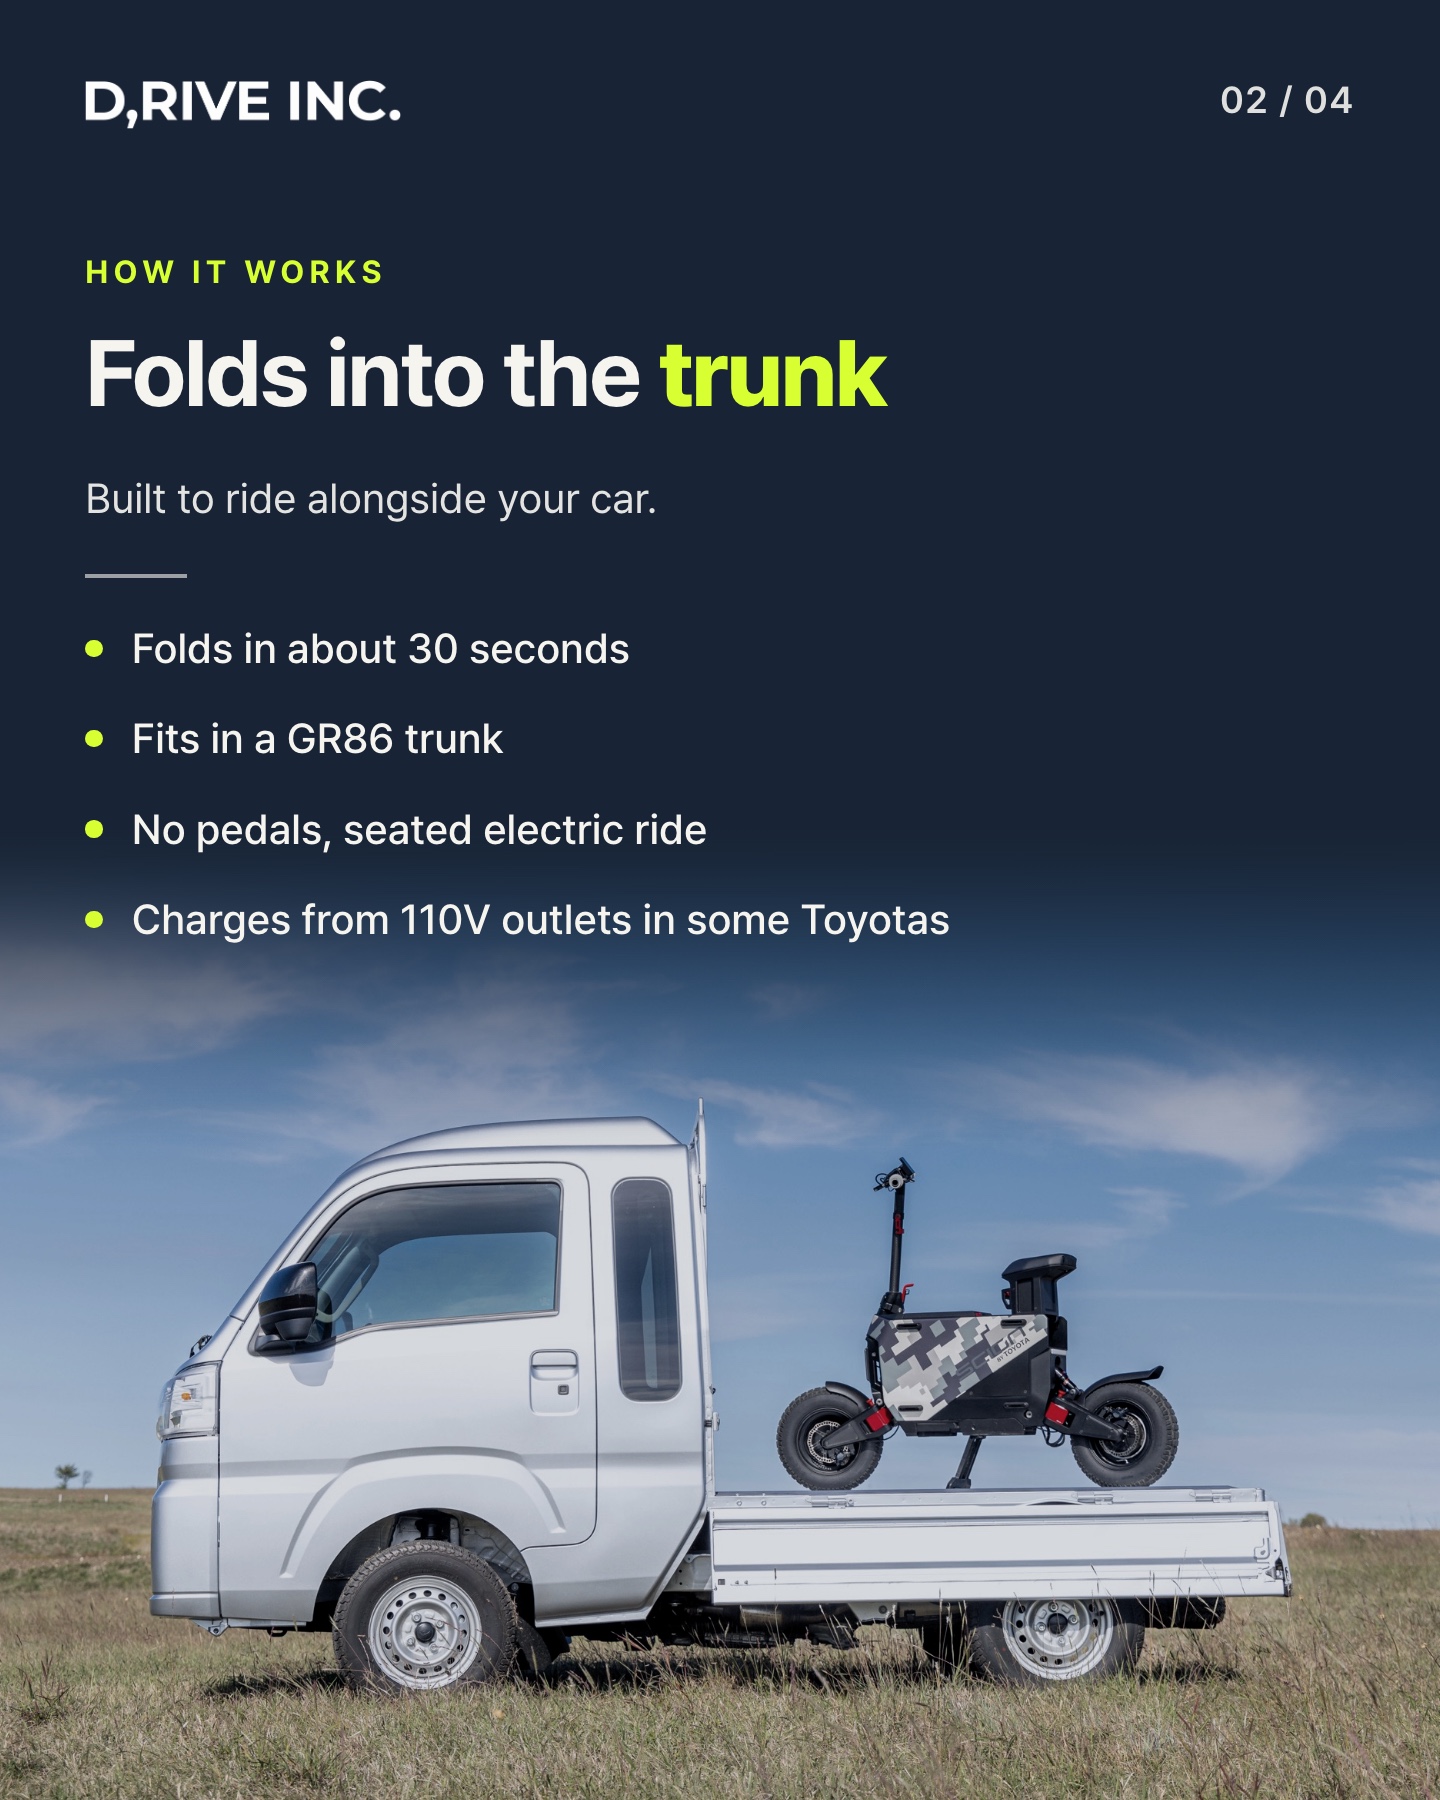 D,RIVE INC.
02 / 04
HOW IT WORKS
Folds into the trunk
Built to ride alongside your car.
Folds in about 30 seconds
Fits in a GR86 trunk
No pedals, seated electric ride
Charges from 110V outlets in some Toyotas
BY TOYOTA